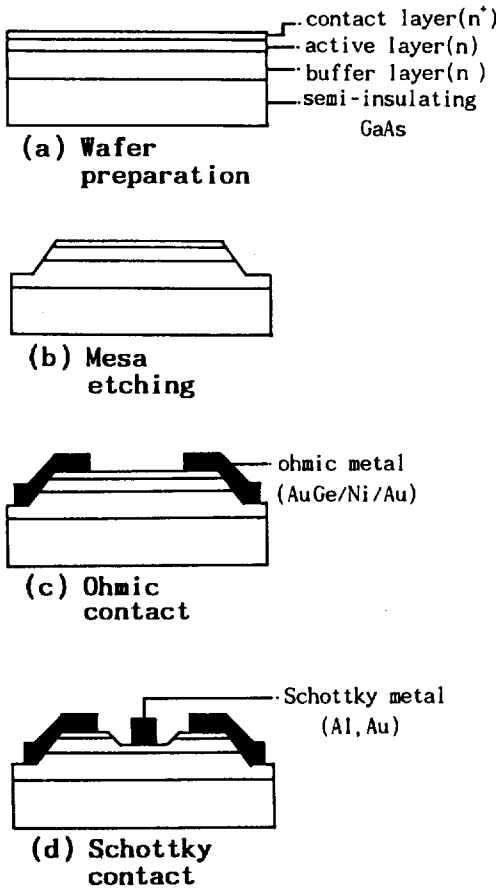 contact layer(n⁺)
active layer(n)
buffer layer(n )
semi-insulating
GaAs
(a) Wafer
preparation
(b) Mesa
etching
ohmic metal
(AuGe/Ni/Au)
(c) Ohmic
contact
Schottky metal
(Al,Au)
(d) Schottky
contact